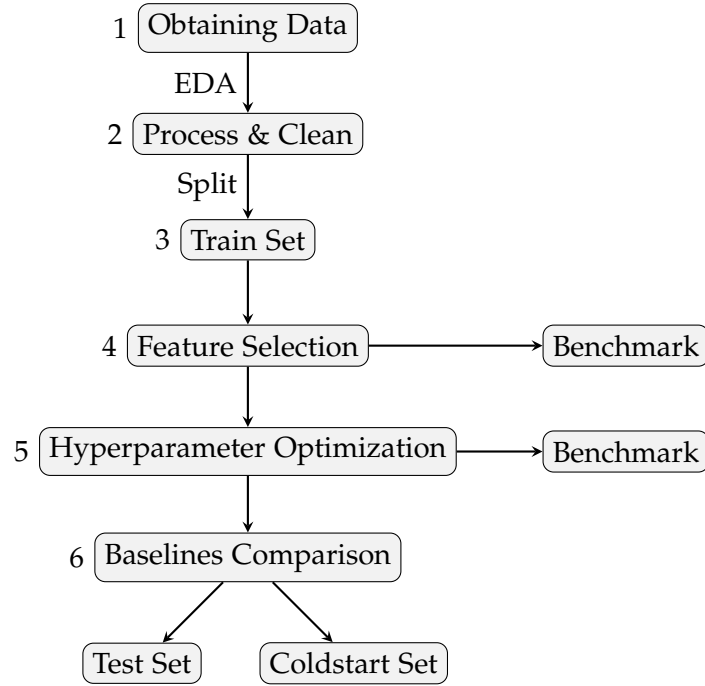 1 Obtaining Data
EDA
2 Process & Clean
Split
3 Train Set
4 Feature Selection
Benchmark
5 Hyperparameter Optimization
Benchmark
6 Baselines Comparison
Test Set
Coldstart Set